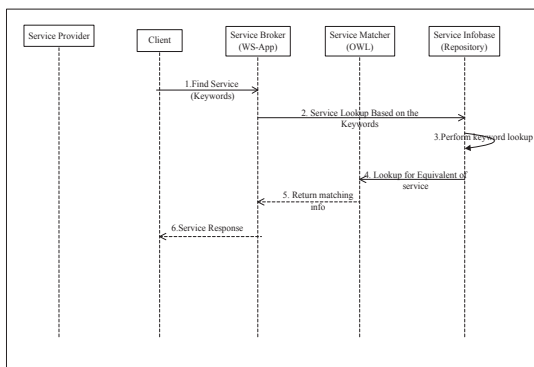 Service Provider
Client
Service Broker
(WS-App)
Service Matcher
(OWL)
Service Infobase
(Repository)
1.Find Service
(Keywords)
2. Service Lookup Based on the
Keywords
3.Perform keyword lookup
4. Lookup for Equivalent of
service
5. Return matching
info
6.Service Response